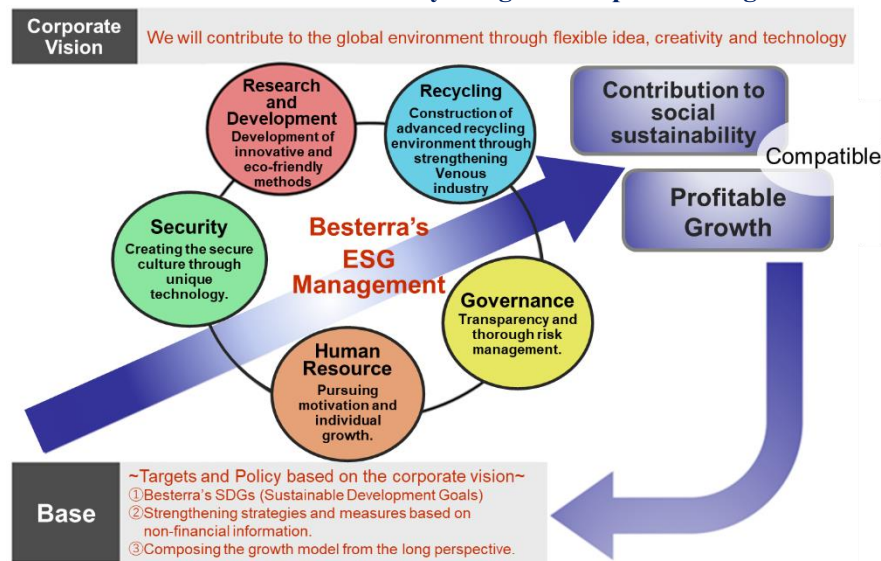 Corporate
Vision
We will contribute to the global environment through flexible idea, creativity and technology
Research
and
Development
Development of
innovative and
eco-friendly
methods
Recycling
Construction of
advanced recycling
environment through
strengthening
Venous
industry
Contribution to
social
sustainability
Compatible
Profitable
Growth
Security
Creating the secure
culture through
unique
technology.
Besterra's
ESG
Management
Governance
Transparency and
thorough risk
management.
Human
Resource
Pursuing
motivation and
individual
growth.
Base
~Targets and Policy based on the corporate vision~
①Besterra's SDGs (Sustainable Development Goals)
②Strengthening strategies and measures based on
non-financial information.
③Composing the growth model from the long perspective.